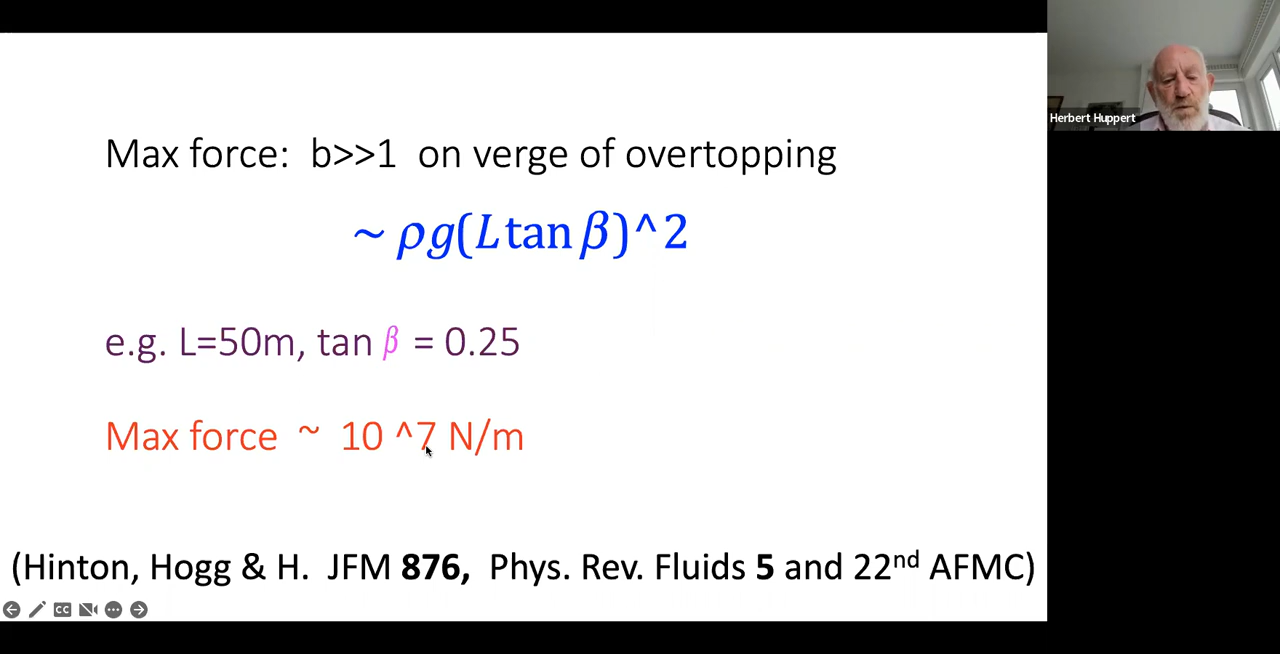 Max force: b>>1 on verge of overtopping
~ ρg(L tan β)^2
e.g. L=50m, tan β = 0.25
Max force ~ 10 ^7 N/m
(Hinton, Hogg & H. JFM 876, Phys. Rev. Fluids 5 and 22nd AFMC)
Herbert Huppert
CC